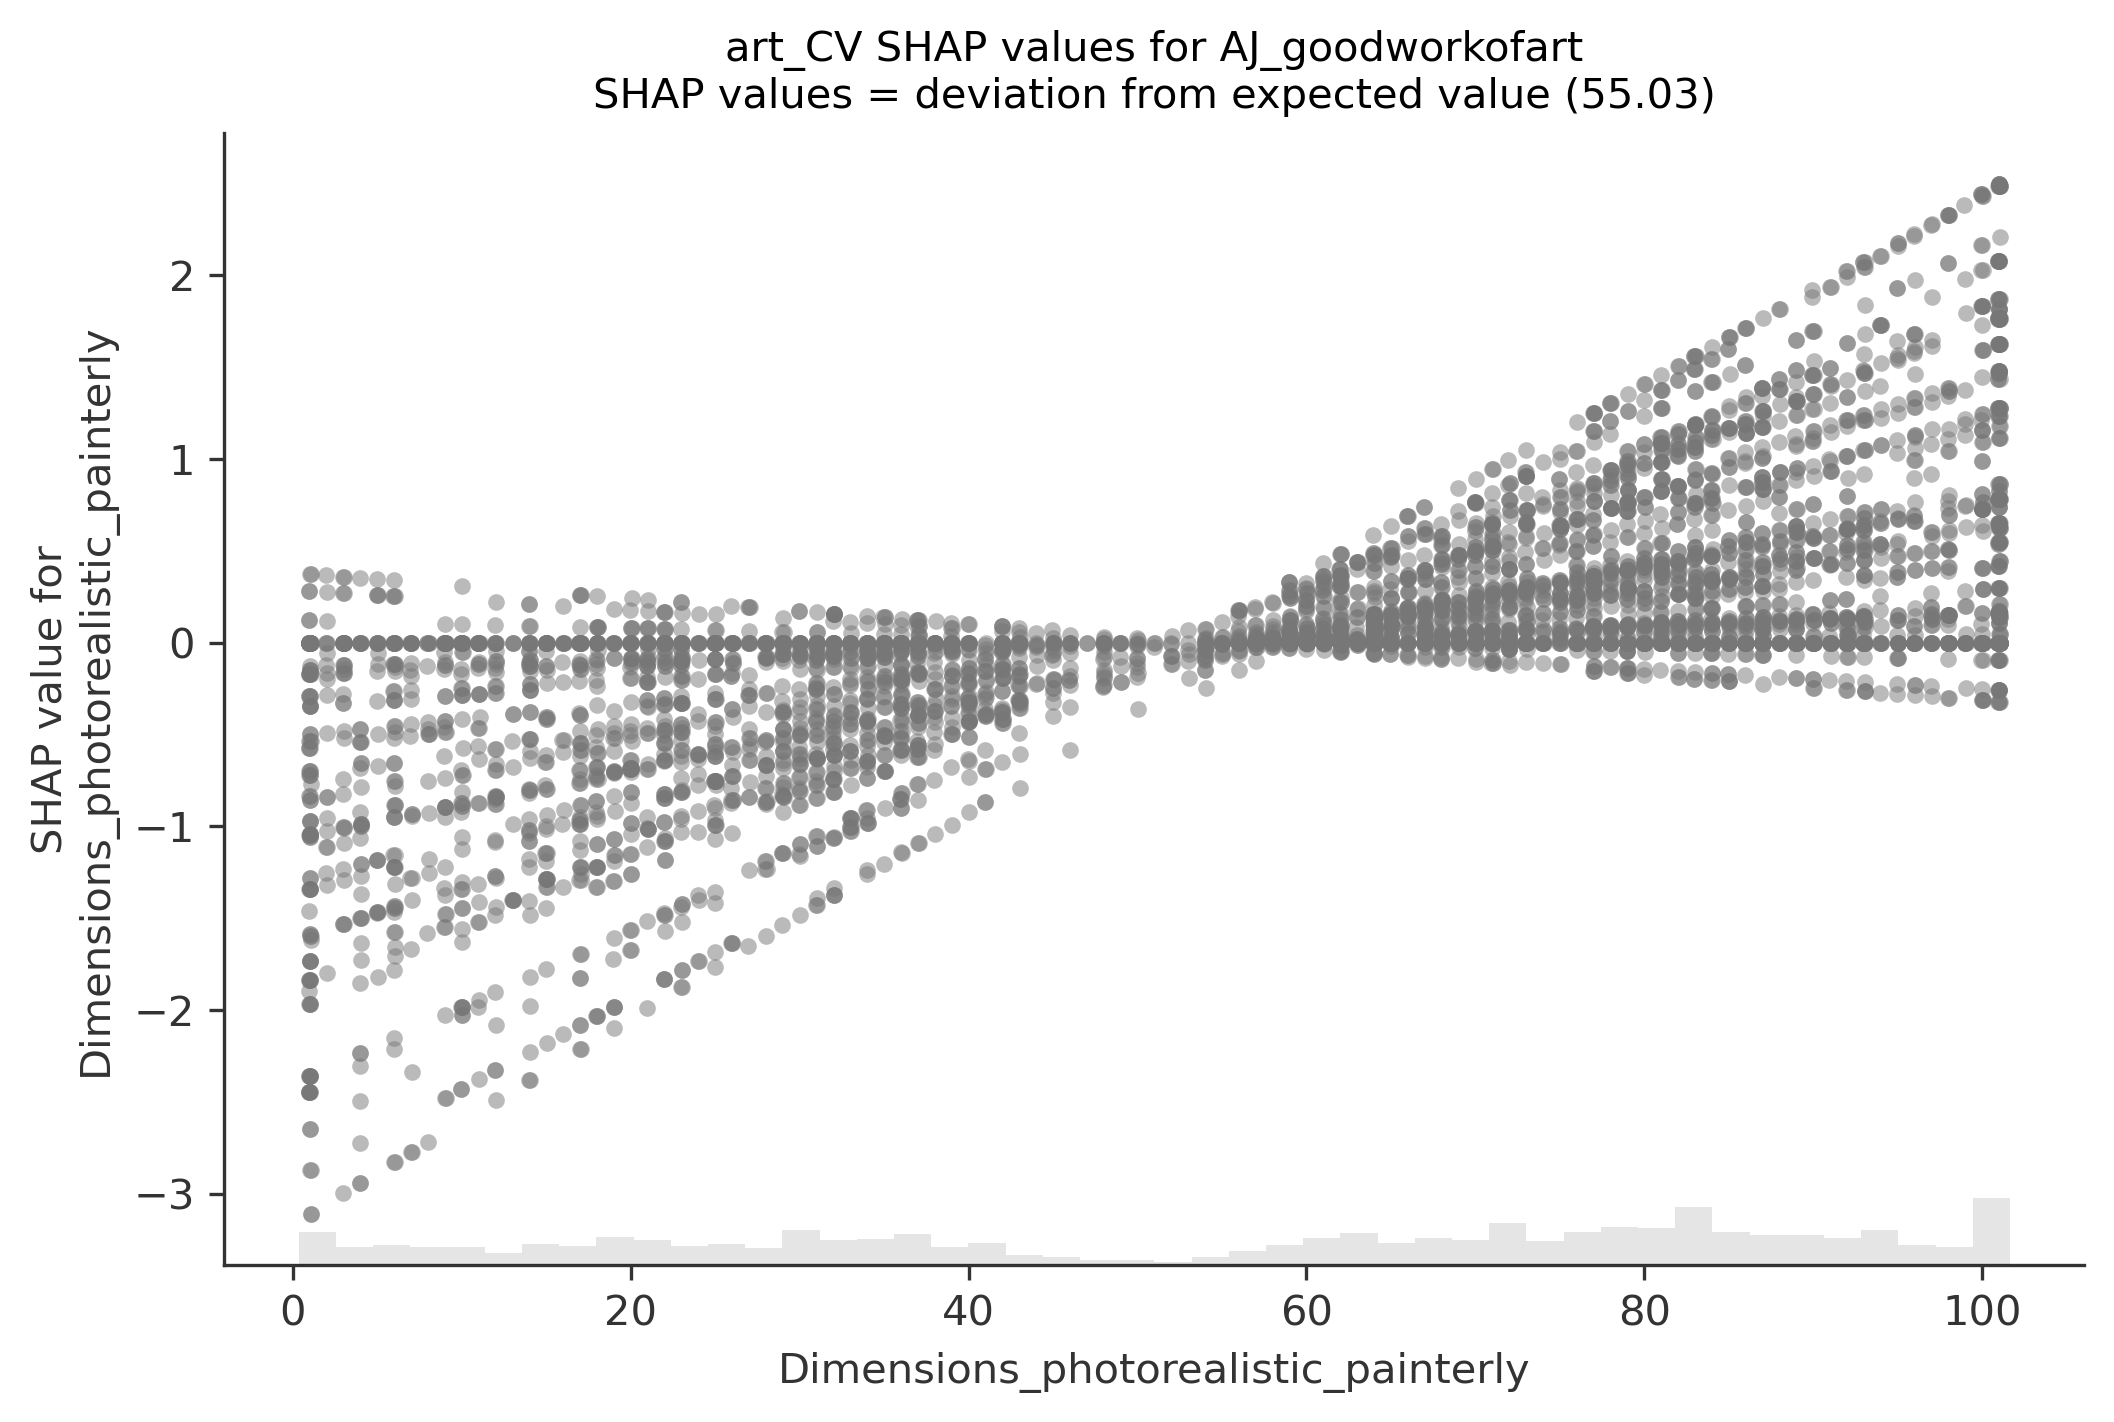 art_CV SHAP values for AJ_goodworkofart
SHAP values = deviation from expected value (55.03)
SHAP value for
Dimensions_photorealistic_painterly
2
1
0
−1
−2
−3
0
20
40
60
80
100
Dimensions_photorealistic_painterly